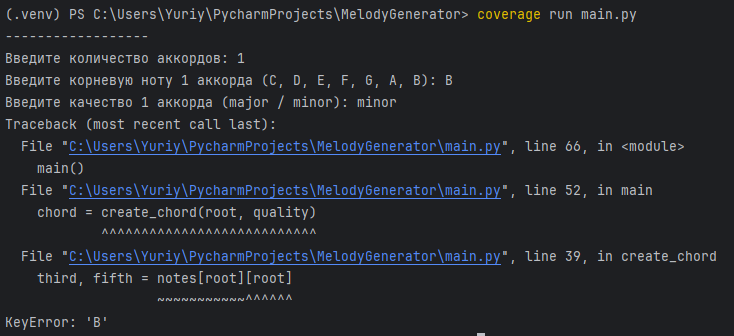 (.venv) PS C:\Users\Yuriy\PycharmProjects\MelodyGenerator> coverage run main.py
------------------
Введите количество аккордов: 1
Введите корневую ноту 1 аккорда (C, D, E, F, G, A, B): B
Введите качество 1 аккорда (major / minor): minor
Traceback (most recent call last):
  File "C:\Users\Yuriy\PycharmProjects\MelodyGenerator\main.py", line 66, in <module>
    main()
  File "C:\Users\Yuriy\PycharmProjects\MelodyGenerator\main.py", line 52, in main
    chord = create_chord(root, quality)
            ^^^^^^^^^^^^^^^^^^^^^^^^^^^
  File "C:\Users\Yuriy\PycharmProjects\MelodyGenerator\main.py", line 39, in create_chord
    third, fifth = notes[root][root]
                   ~~~~~~~~~~~^^^^^^
KeyError: 'B'